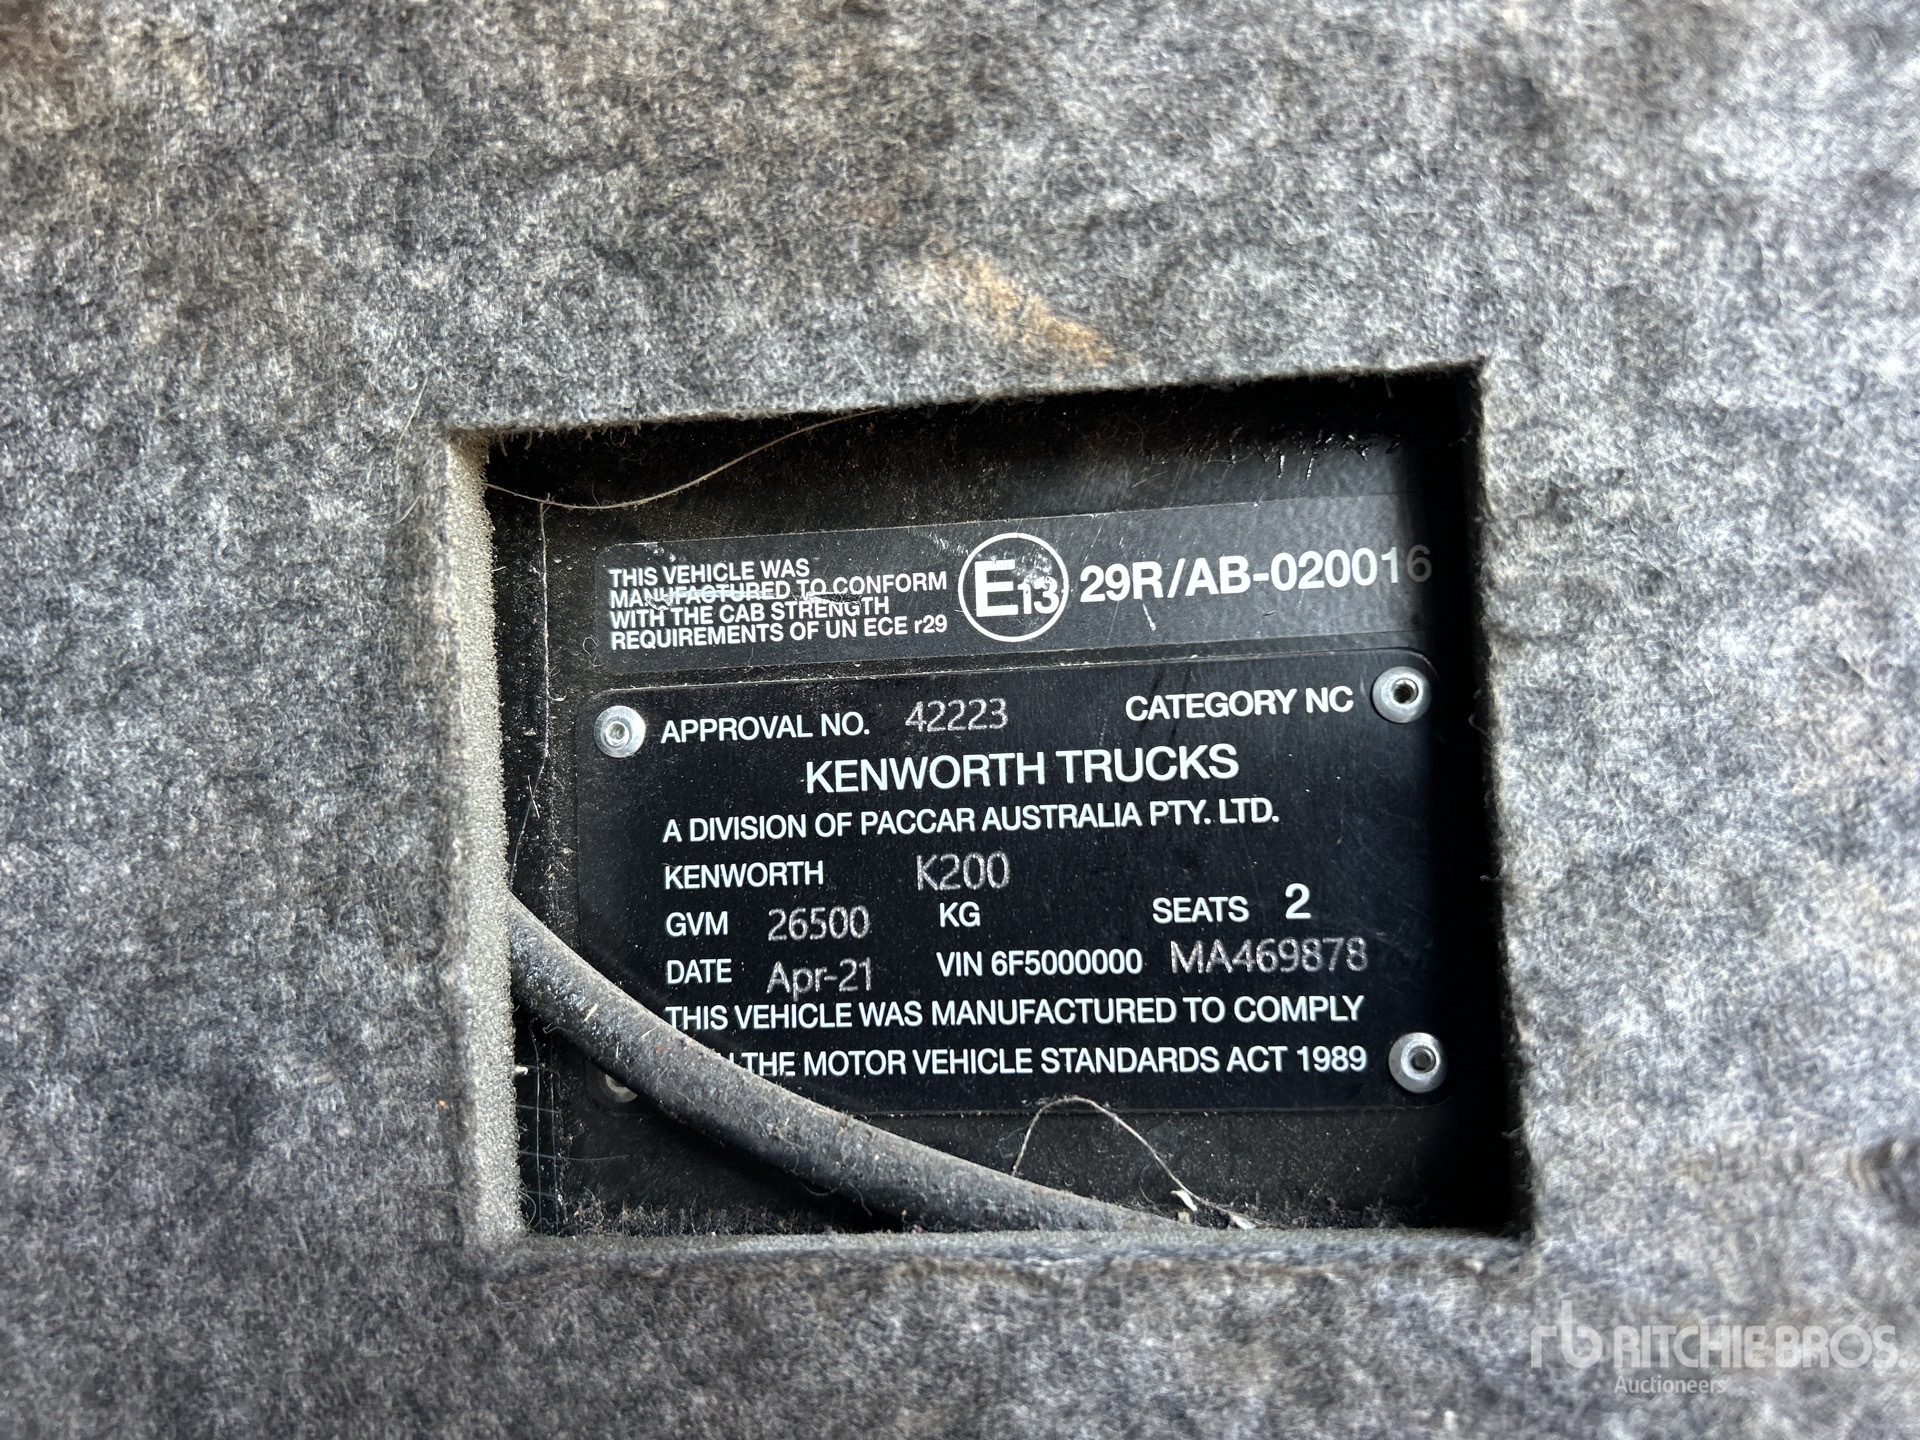 THIS VEHICLE WAS
MANUFACTURED TO CONFORM
WITH THE CAB STRENGTH
REQUIREMENTS OF UN ECE r29
E13 29R/AB-020016
APPROVAL NO. 42223 CATEGORY NC
KENWORTH TRUCKS
A DIVISION OF PACCAR AUSTRALIA PTY. LTD.
KENWORTH K200
GVM 26500 KG SEATS 2
DATE Apr-21 VIN 6F5000000 MA469878
THIS VEHICLE WAS MANUFACTURED TO COMPLY
THE MOTOR VEHICLE STANDARDS ACT 1989
rb RITCHIE BROS.
Auctioneers